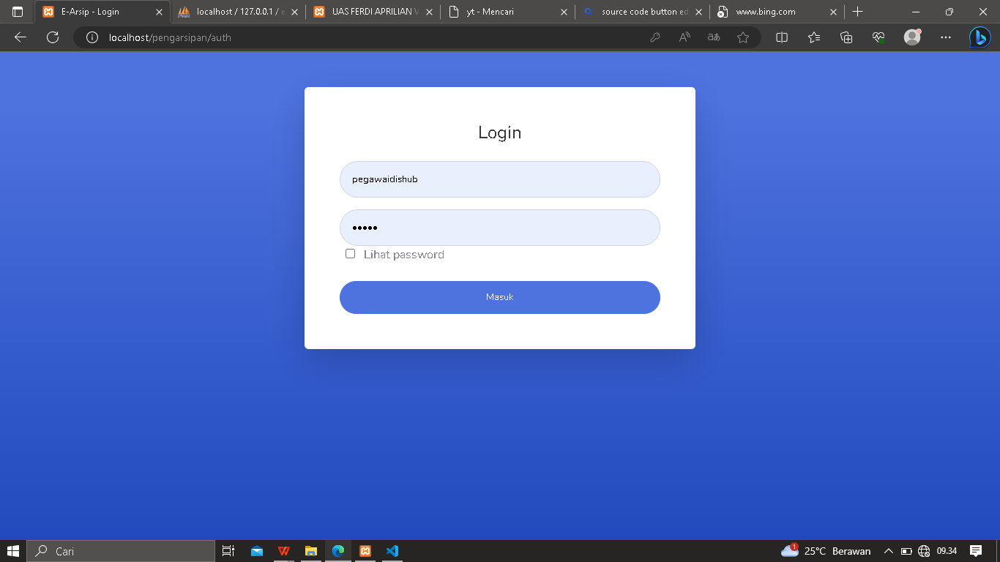 E-Arsip - Login
localhost / 127.0.0.1 / e
UAS FERDI APRILIAN V
yt - Mencari
source code button ed
www.bing.com
localhost/pengarsipan/auth
Login
pegawaidishub
•••••
Lihat password
Masuk
Cari
1
25°C Berawan
09.34